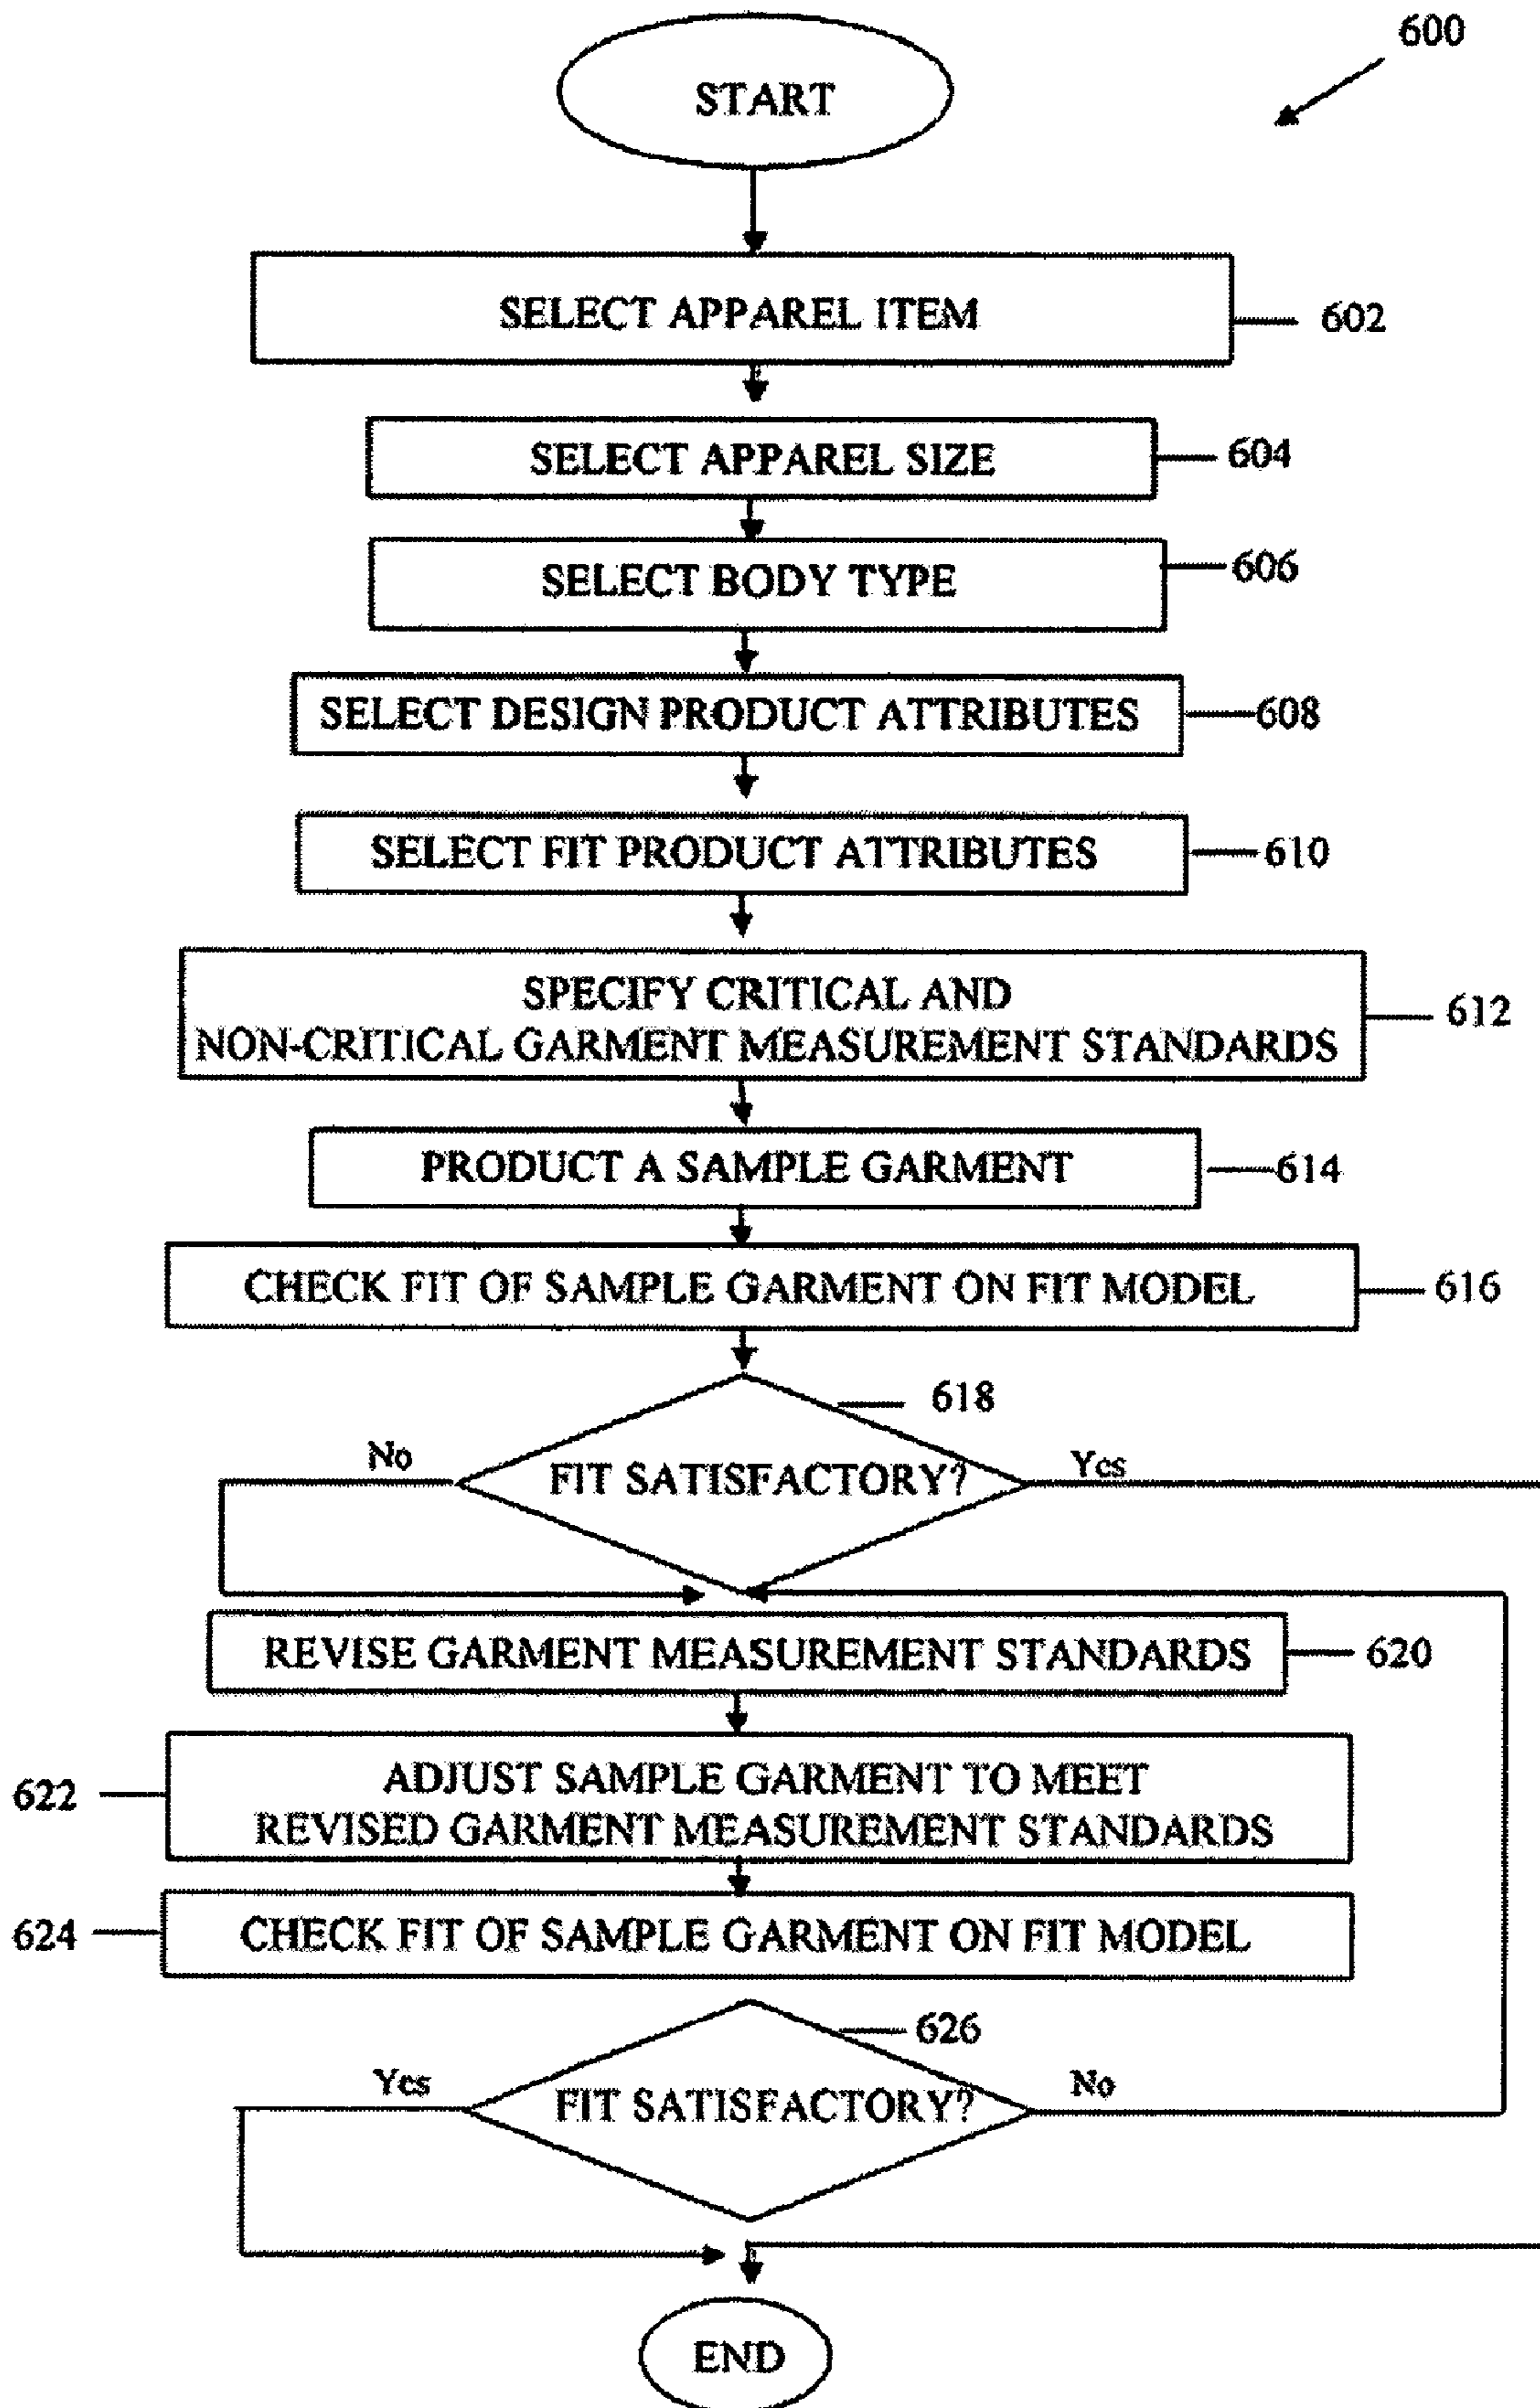 600
START
SELECT APPAREL ITEM
602
SELECT APPAREL SIZE
604
SELECT BODY TYPE
606
SELECT DESIGN PRODUCT ATTRIBUTES
608
SELECT FIT PRODUCT ATTRIBUTES
610
SPECIFY CRITICAL AND
NON-CRITICAL GARMENT MEASUREMENT STANDARDS
612
PRODUCT A SAMPLE GARMENT
614
CHECK FIT OF SAMPLE GARMENT ON FIT MODEL
616
618
No
FIT SATISFACTORY?
Yes
REVISE GARMENT MEASUREMENT STANDARDS
620
622
ADJUST SAMPLE GARMENT TO MEET
REVISED GARMENT MEASUREMENT STANDARDS
624
CHECK FIT OF SAMPLE GARMENT ON FIT MODEL
626
Yes
FIT SATISFACTORY?
No
END